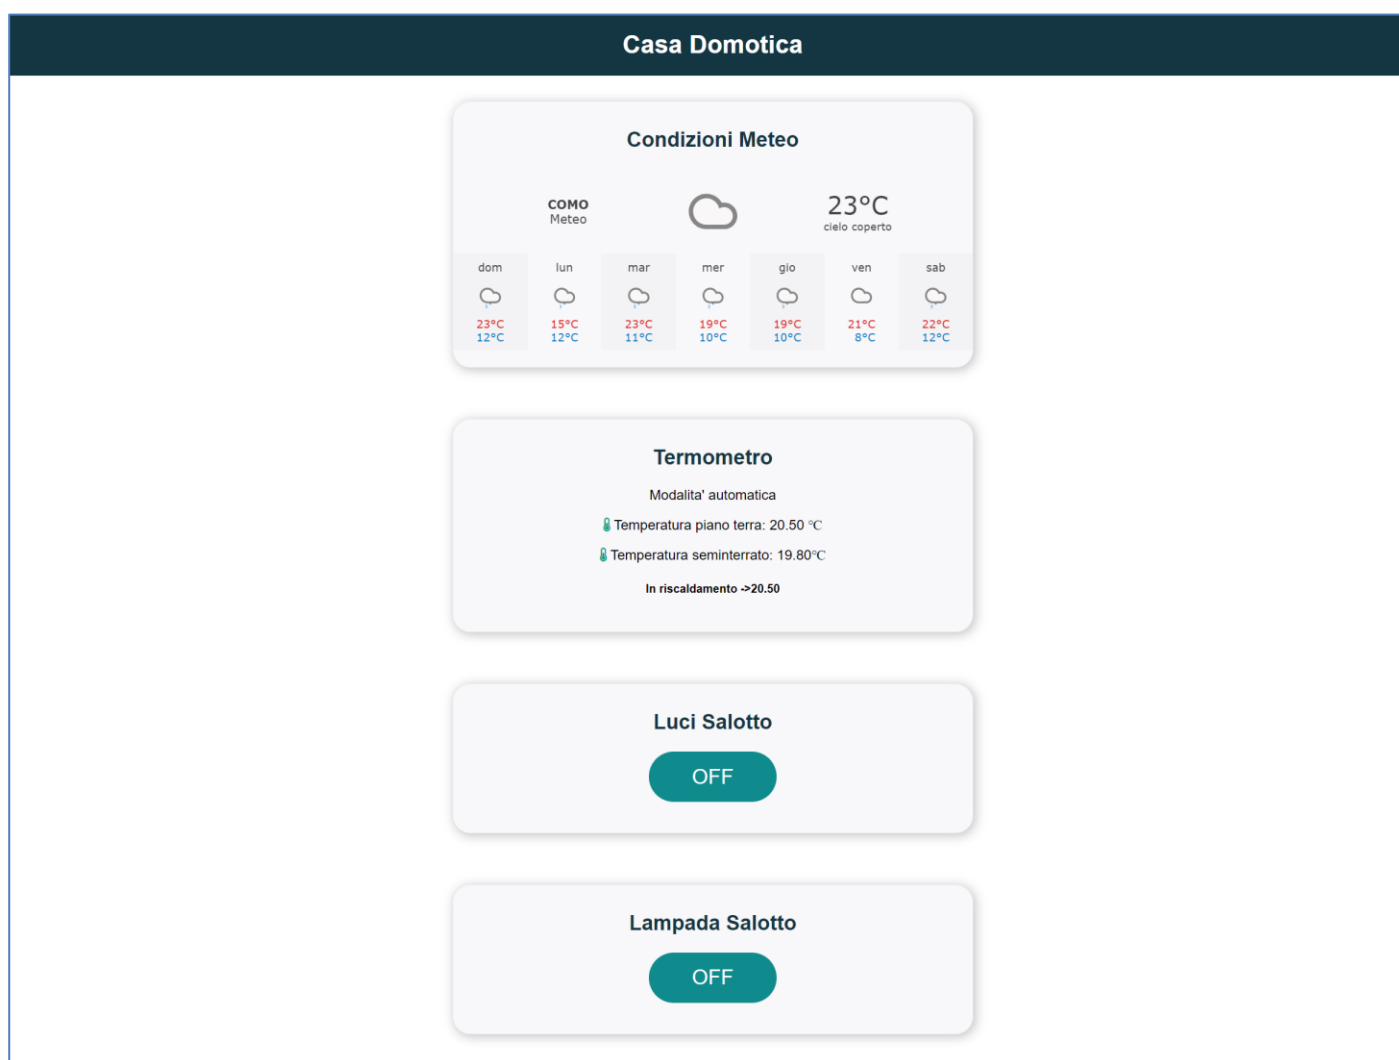 Casa Domotica
Condizioni Meteo
COMO
Meteo
23°C
cielo coperto
dom lun mar mer gio ven sab
23°C 15°C 23°C 19°C 19°C 21°C 22°C
12°C 12°C 11°C 10°C 10°C 8°C 12°C
Termometro
Modalita' automatica
Temperatura piano terra: 20.50 °C
Temperatura seminterrato: 19.80°C
In riscaldamento ->20.50
Luci Salotto
OFF
Lampada Salotto
OFF